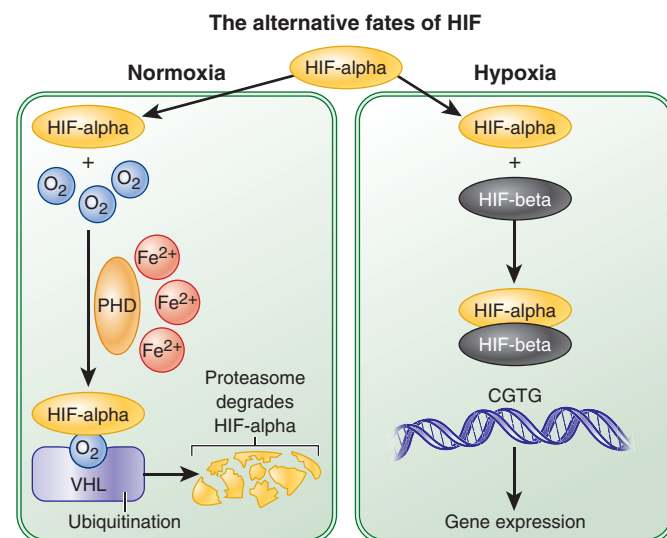 The alternative fates of HIF
HIF-alpha
Normoxia
HIF-alpha
+
O2
O2
O2
PHD
Fe2+
Fe2+
Fe2+
HIF-alpha
O2
VHL
Ubiquitination
Proteasome
degrades
HIF-alpha
Hypoxia
HIF-alpha
+
HIF-beta
HIF-alpha
HIF-beta
CGTG
Gene expression